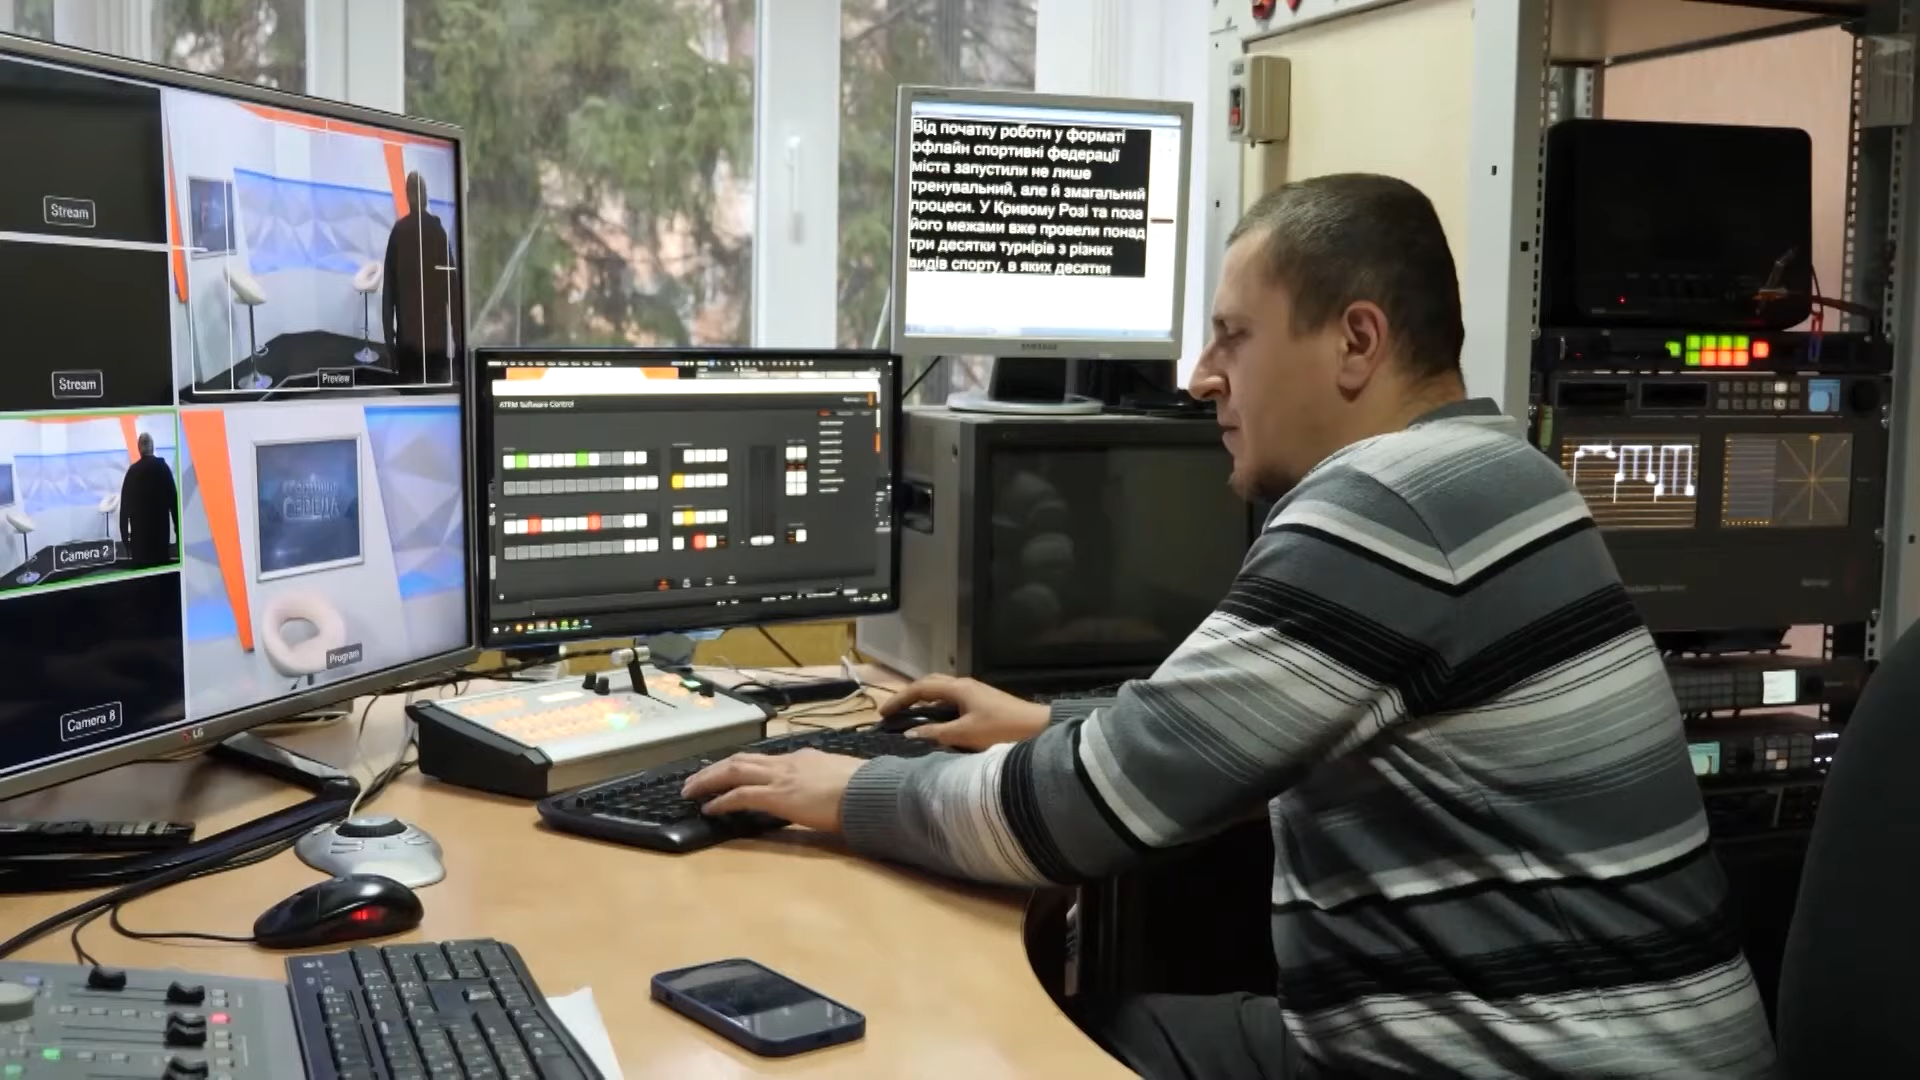 Від початку роботи у форматі
офлайн спортивні федерації
міста запустили не лише
тренувальний, але й змагальний
процеси. У Кривому Розі та поза
його межами вже провели понад
три десятки турнірів з різних
видів спорту, в яких десятки
SAMSUNG
Stream
Stream
Preview
Camera 2
Program
Camera 8
LG
ATEM Software Control